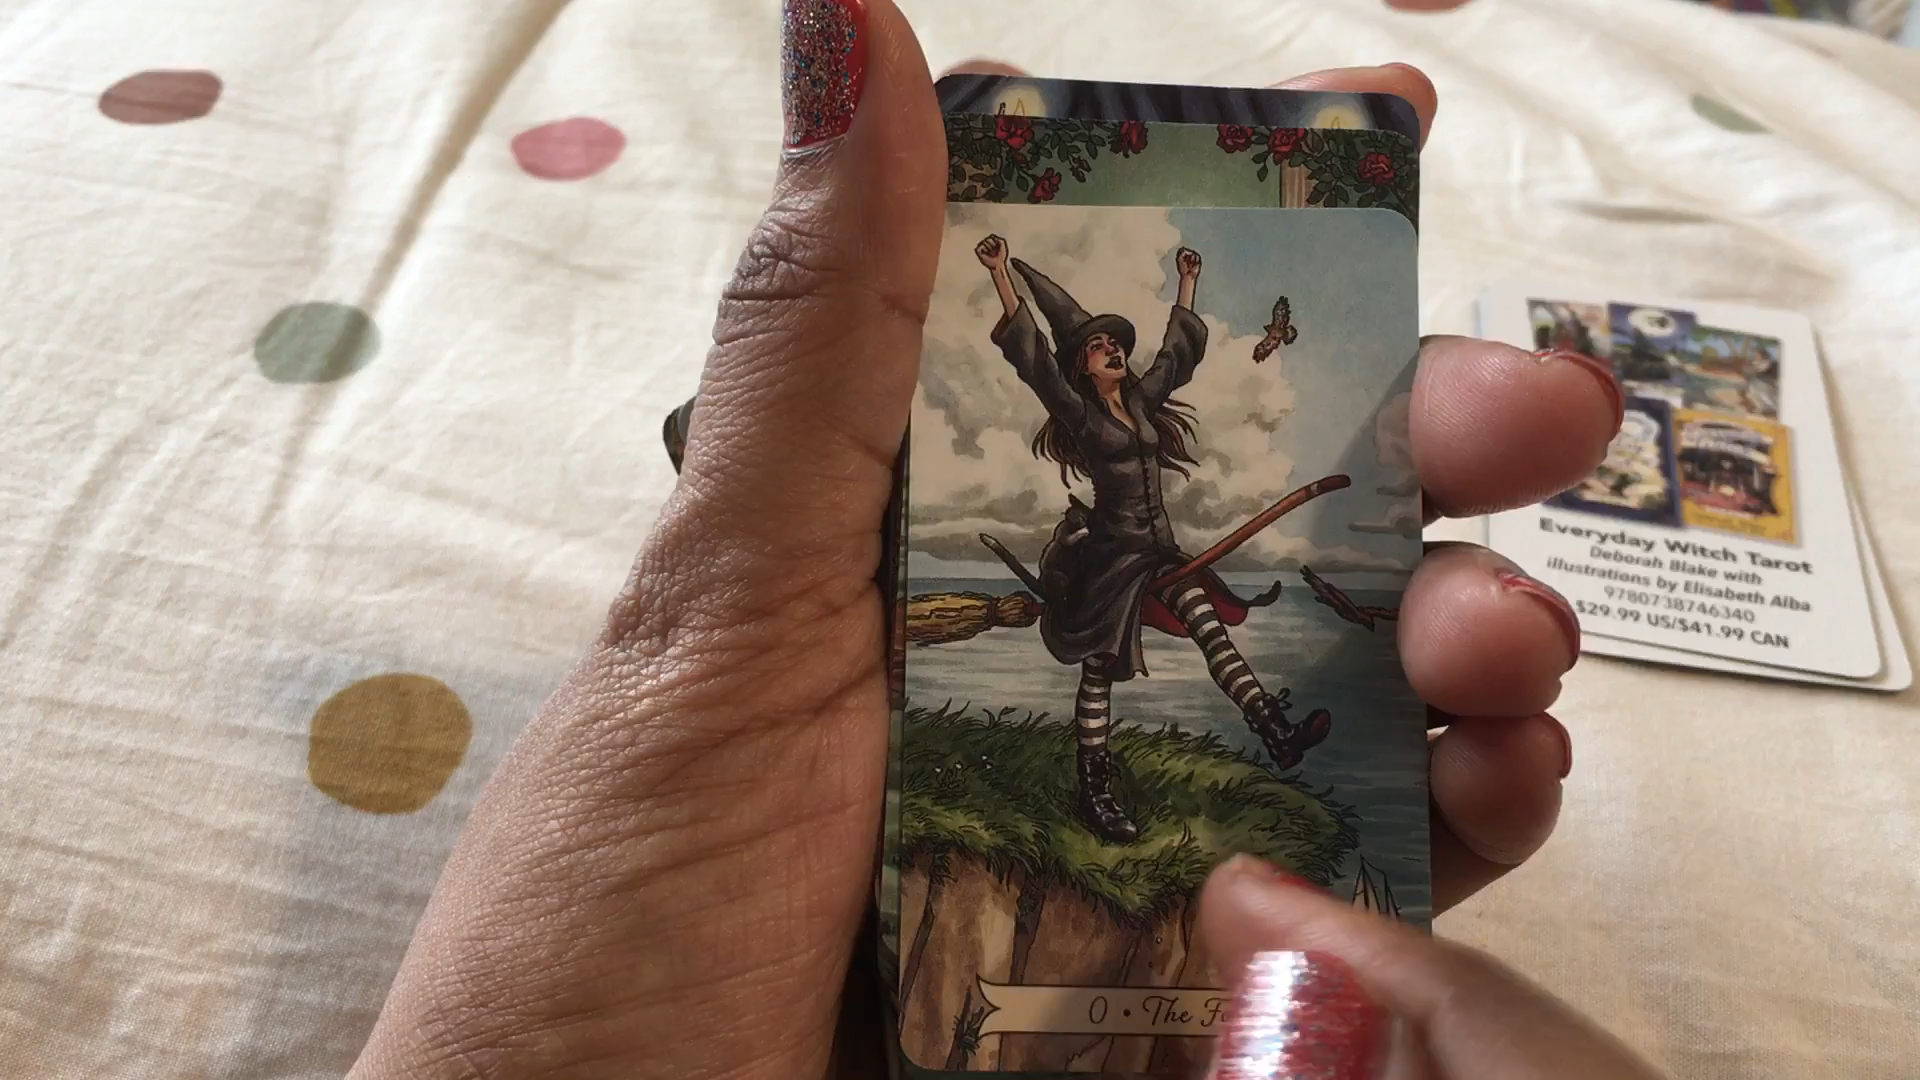 0 • The
Everyday Witch Tarot
Deborah Blake with
illustrations by Elisabeth Alba
9780738746340
$29.99 US/$41.99 CAN